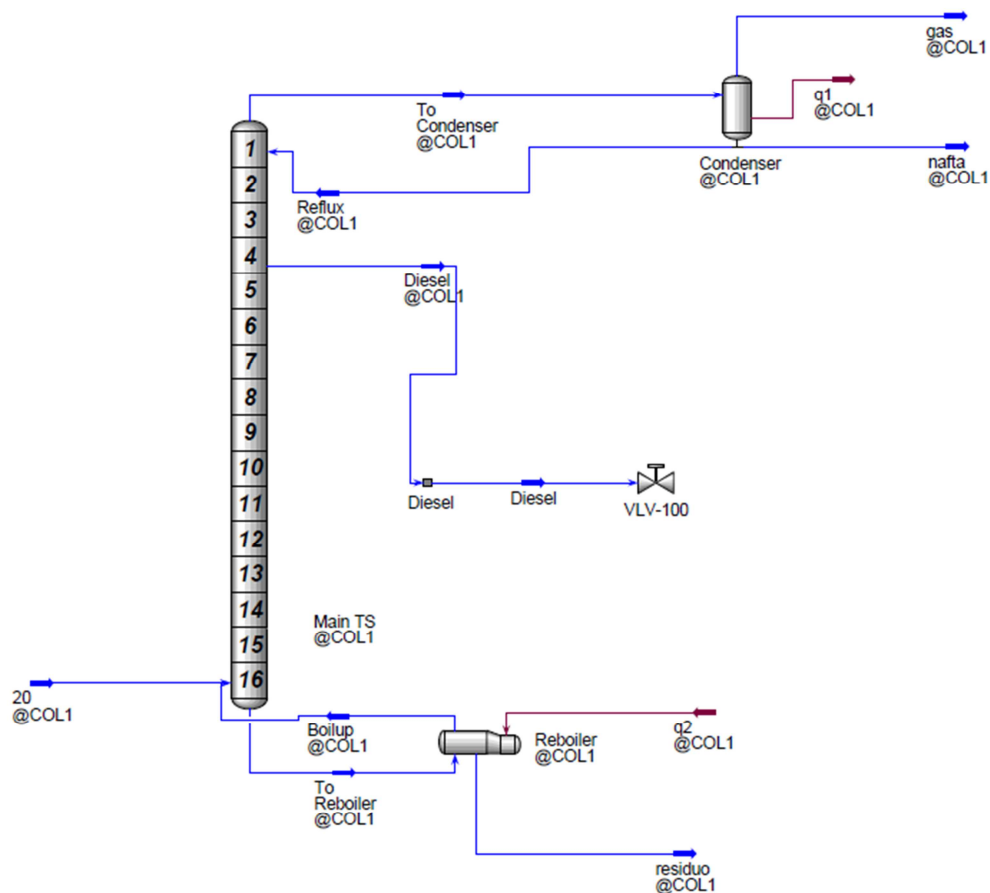 gas
@COL1
q1
@COL1
To
Condenser
@COL1
nafta
@COL1
Condenser
@COL1
Reflux
@COL1
1
2
3
4
5
6
7
8
9
10
11
12
13
14
15
16
Diesel
@COL1
Diesel
Diesel
VLV-100
Main TS
@COL1
20
@COL1
Boilup
@COL1
Reboiler
@COL1
q2
@COL1
To
Reboiler
@COL1
residuo
@COL1